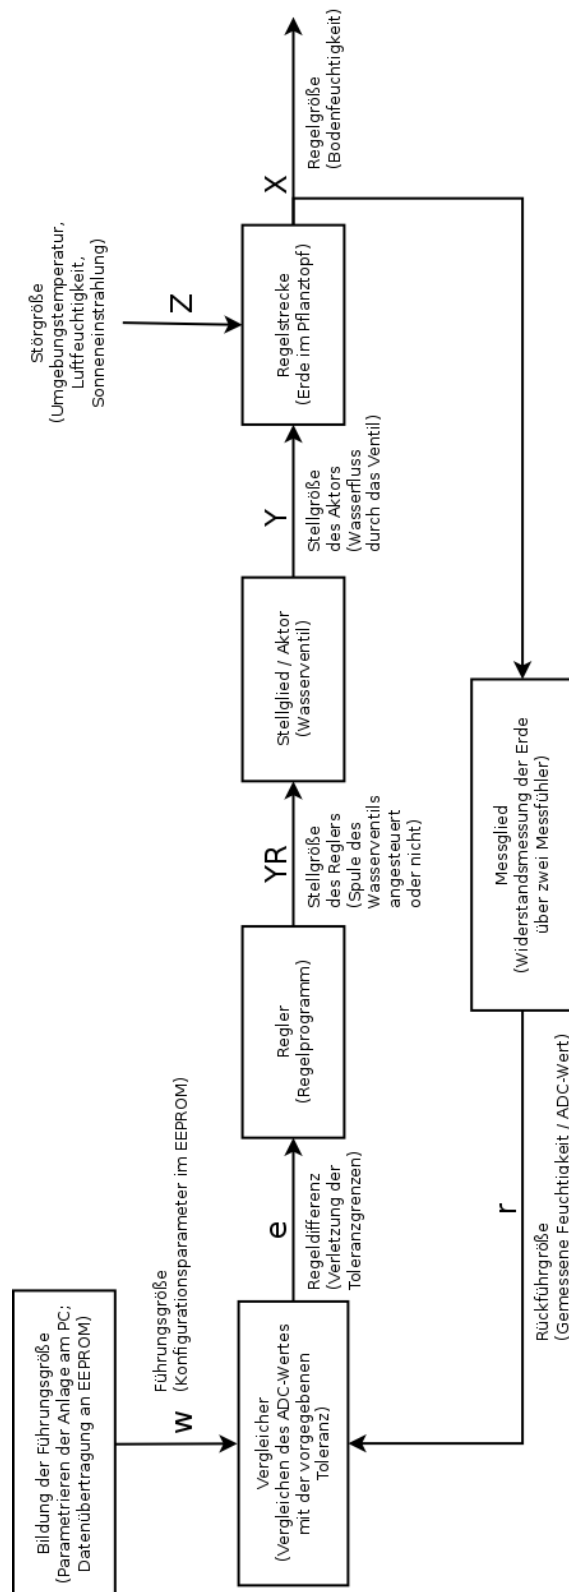 Bildung der Führungsgröße
(Parametrieren der Anlage am PC;
Datenübertragung an EEPROM)
w
Führungsgröße
(Konfigurationsparameter im EEPROM)
Vergleicher
(Vergleichen des ADC-Wertes
mit der vorgegebenen
Toleranz)
e
Regeldifferenz
(Verletzung der
Toleranzgrenzen)
Regler
(Regelprogramm)
YR
Stellgröße
des Reglers
(Spule des
Wasserventils
angesteuert
oder nicht)
Stellglied / Aktor
(Wasserventil)
Y
Stellgröße
des Aktors
(Wasserfluss
durch das Ventil)
Störgröße
(Umgebungstemperatur,
Luftfeuchtigkeit,
Sonneneinstrahlung)
Z
Regelstrecke
(Erde im Pflanztopf)
X
Regelgröße
(Bodenfeuchtigkeit)
Messglied
(Widerstandsmessung der Erde
über zwei Messfühler)
r
Rückführgröße
(Gemessene Feuchtigkeit / ADC-Wert)